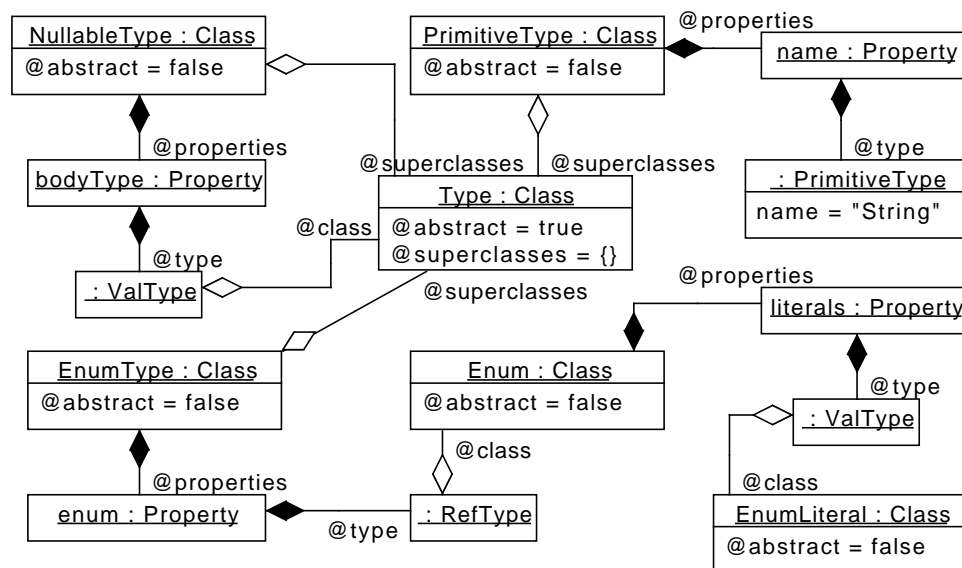 @properties
NullableType : Class
@abstract = false
PrimitiveType : Class
@abstract = false
name : Property
@properties
bodyType : Property
@superclasses
@superclasses
@type
: PrimitiveType
name = "String"
Type : Class
@abstract = true
@superclasses = {}
@class
@type
: ValType
@superclasses
@properties
literals : Property
EnumType : Class
@abstract = false
Enum : Class
@abstract = false
@type
: ValType
@class
@properties
enum : Property
@type
: RefType
@class
EnumLiteral : Class
@abstract = false